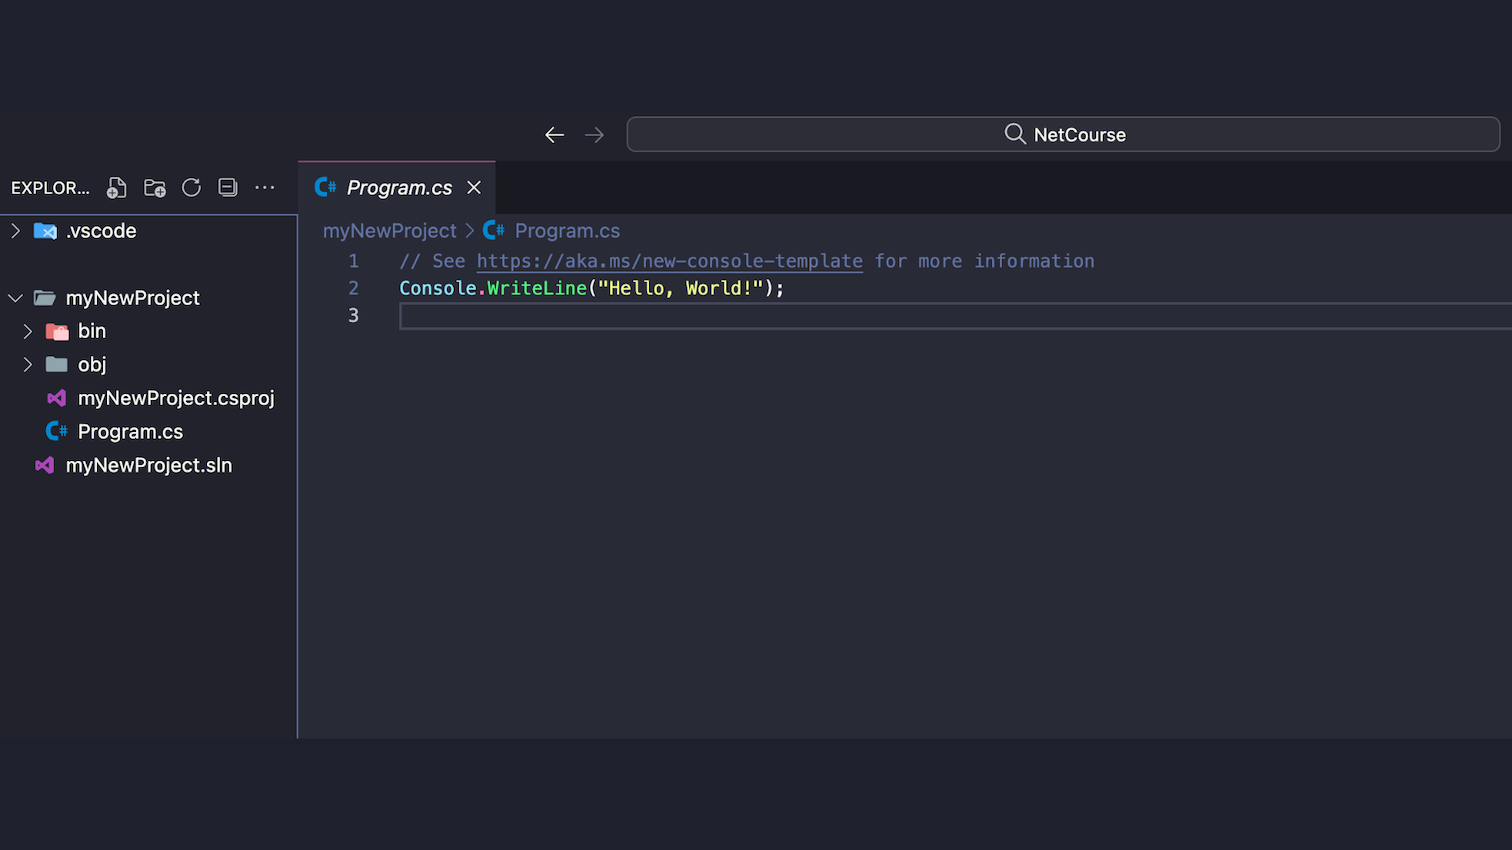 NetCourse
EXPLOR...
Program.cs
.vscode
myNewProject
bin
obj
myNewProject.csproj
Program.cs
myNewProject.sln
myNewProject > Program.cs
1 // See https://aka.ms/new-console-template for more information
2 Console.WriteLine("Hello, World!");
3